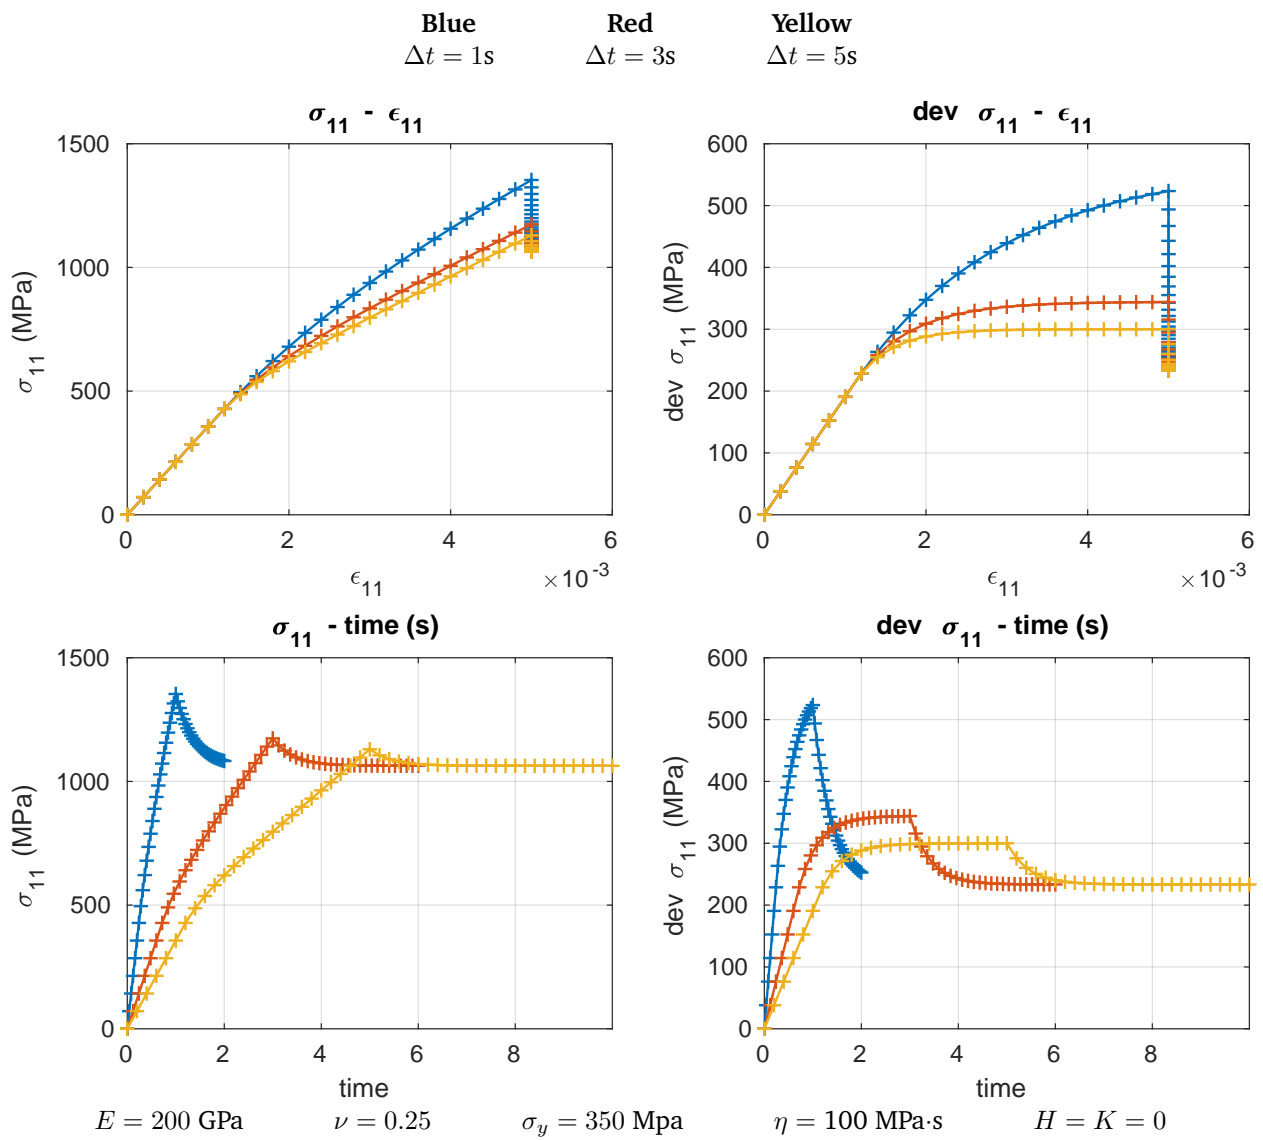 Blue Red Yellow
Δt = 1s Δt = 3s Δt = 5s
σ11 - ϵ11
1500
1000
500
0
0 2 4 6
×10-3
ϵ11
σ11 (MPa)
dev σ11 - ϵ11
600
500
400
300
200
100
0
0 2 4 6
×10-3
ϵ11
dev σ11 (MPa)
σ11 - time (s)
1500
1000
500
0
0 2 4 6 8
time
σ11 (MPa)
dev σ11 - time (s)
600
500
400
300
200
100
0
0 2 4 6 8
time
dev σ11 (MPa)
E = 200 GPa ν = 0.25 σy = 350 Mpa η = 100 MPa·s H = K = 0